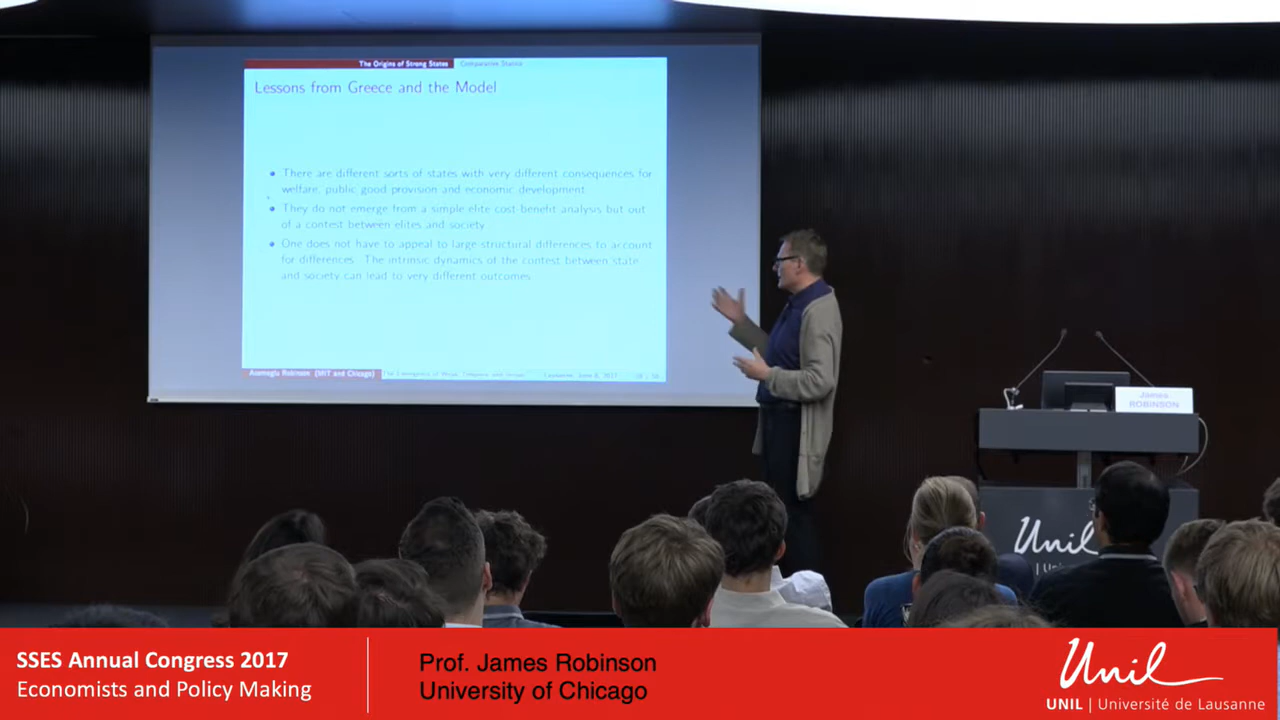 The Origins of Strong States
Comparative Statics
Lessons from Greece and the Model
There are different sorts of states with very different consequences for
welfare, public good provision and economic development.
They do not emerge from a simple elite cost-benefit analysis but out
of a contest between elites and society.
One does not have to appeal to large structural differences to account
for differences. The intrinsic dynamics of the contest between state
and society can lead to very different outcomes.
Acemoglu Robinson (MIT and Chicago)
Lausanne, June 8, 2017
James
ROBINSON
Unil
SSES Annual Congress 2017
Economists and Policy Making
Prof. James Robinson
University of Chicago
Unil
UNIL | Université de Lausanne